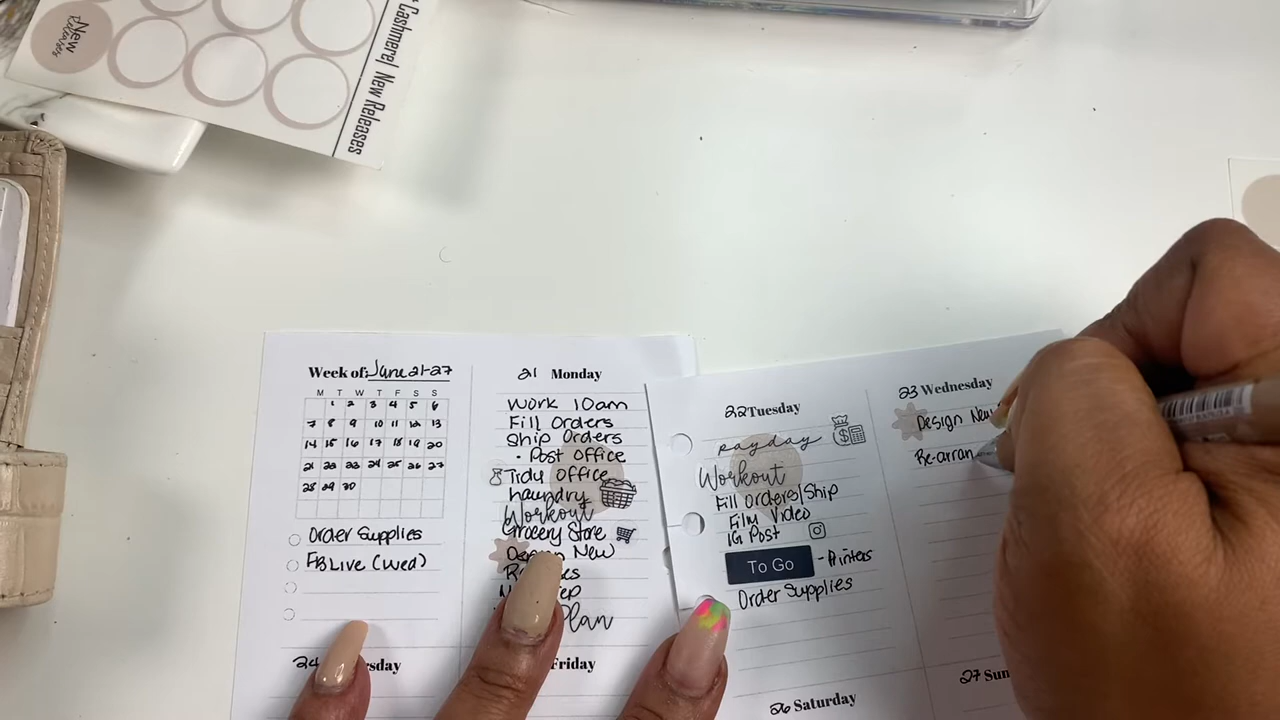 New Releases
Cashmere| New Releases
Week of: June 21-27
M T W T F S S
1 2 3 4 5 6
7 8 9 10 11 12 13
14 15 16 17 18 19 20
21 22 23 24 25 26 27
28 29 30
Order Supplies
FB Live (Wed)
21 Monday
Work 10am
Fill Orders
Ship Orders
• Post Office
Tidy Office
Laundry
Workout
Grocery Store
New
Plan
22 Tuesday
payday
Workout
Fill Orders/Ship
Film Video
IG Post
To Go - Printers
Order Supplies
23 Wednesday
Design New
Re-arran
24
Friday
26 Saturday
27 Sun